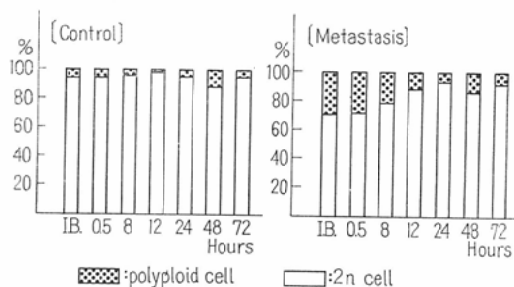 [Control]
%
100
80
60
40
20
I.B. 0.5 8 12 24 48 72
Hours
[Metastasis]
%
100
80
60
40
20
I.B. 0.5 8 12 24 48 72
Hours
:polyploid cell :2n cell